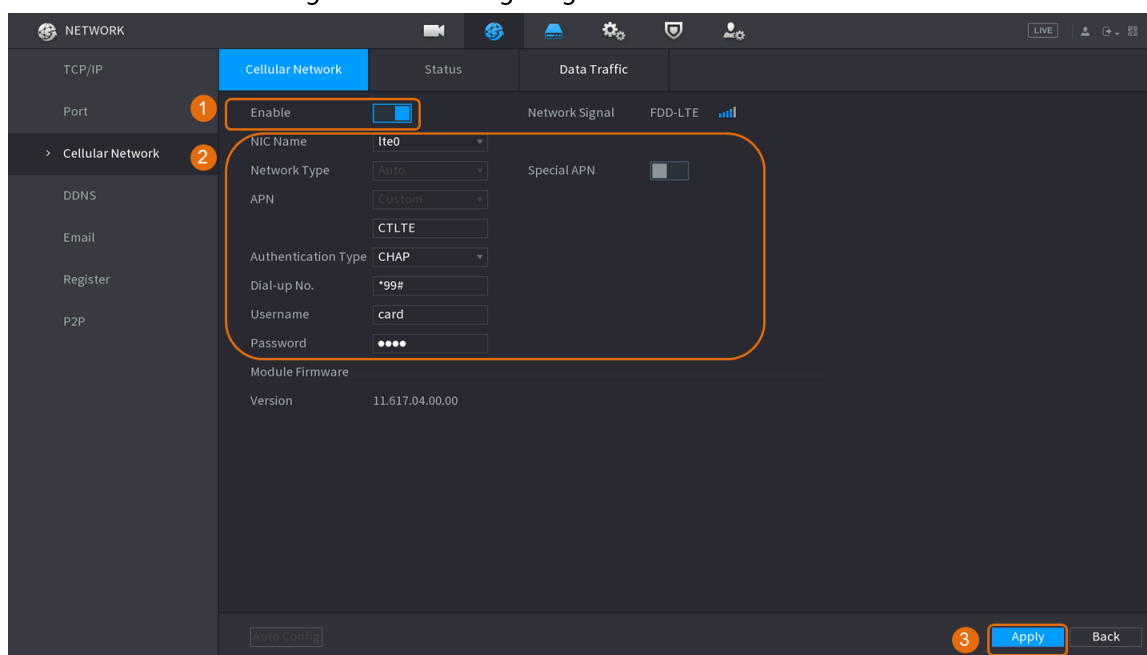 NETWORK
LIVE
TCP/IP
Port
Cellular Network
DDNS
Email
Register
P2P
Cellular Network Status Data Traffic
1 Enable Network Signal FDD-LTE
2
NIC Name lte0
Network Type Auto Special APN
APN Custom
CTLTE
Authentication Type CHAP
Dial-up No. *99#
Username card
Password ●●●●
Module Firmware
Version 11.617.04.00.00
Auto Config 3 Apply Back